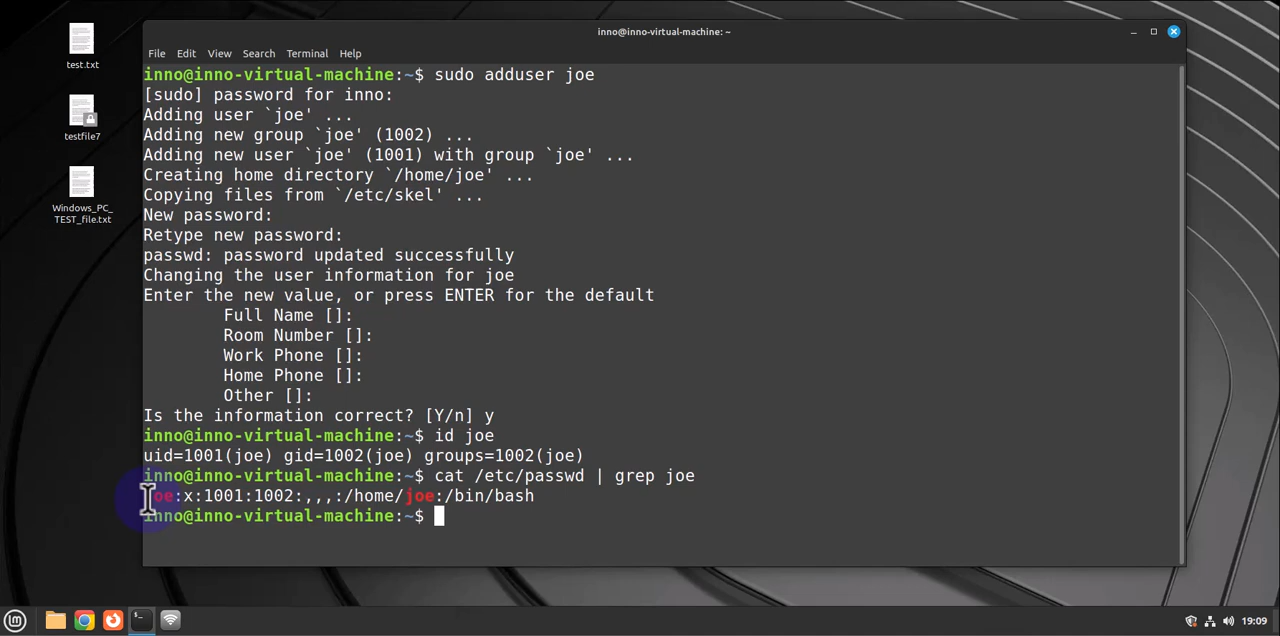 inno@inno-virtual-machine: ~
File Edit View Search Terminal Help
inno@inno-virtual-machine:~$ sudo adduser joe
[sudo] password for inno:
Adding user `joe' ...
Adding new group `joe' (1002) ...
Adding new user `joe' (1001) with group `joe' ...
Creating home directory `/home/joe' ...
Copying files from `/etc/skel' ...
New password:
Retype new password:
passwd: password updated successfully
Changing the user information for joe
Enter the new value, or press ENTER for the default
Full Name []:
Room Number []:
Work Phone []:
Home Phone []:
Other []:
Is the information correct? [Y/n] y
inno@inno-virtual-machine:~$ id joe
uid=1001(joe) gid=1002(joe) groups=1002(joe)
inno@inno-virtual-machine:~$ cat /etc/passwd | grep joe
joe:x:1001:1002:,,,:/home/joe:/bin/bash
inno@inno-virtual-machine:~$
test.txt
testfile7
Windows_PC_
TEST_file.txt
19:09